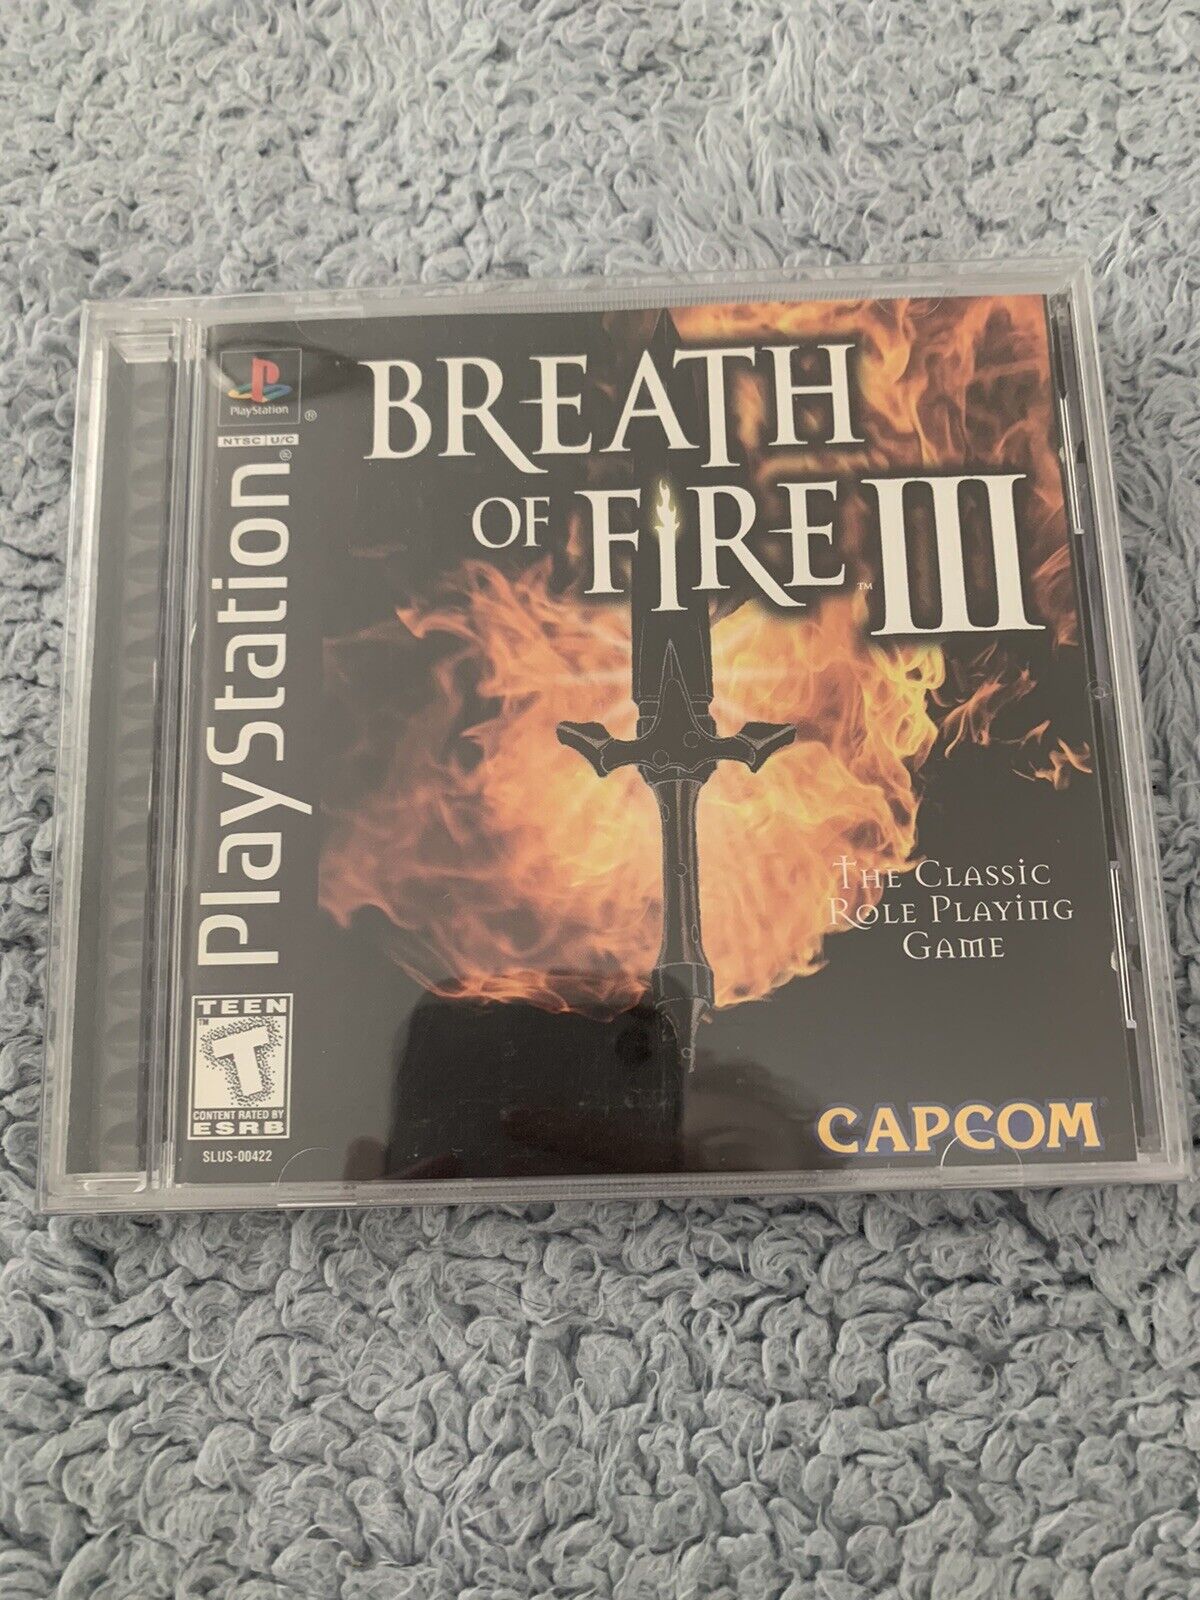 PlayStation ®
NTSC U/C
PlayStation®
BREATH
OF FIRE III
™
THE CLASSIC
ROLE PLAYING
GAME
TEEN
™
T
CONTENT RATED BY
ESRB
SLUS-00422
CAPCOM